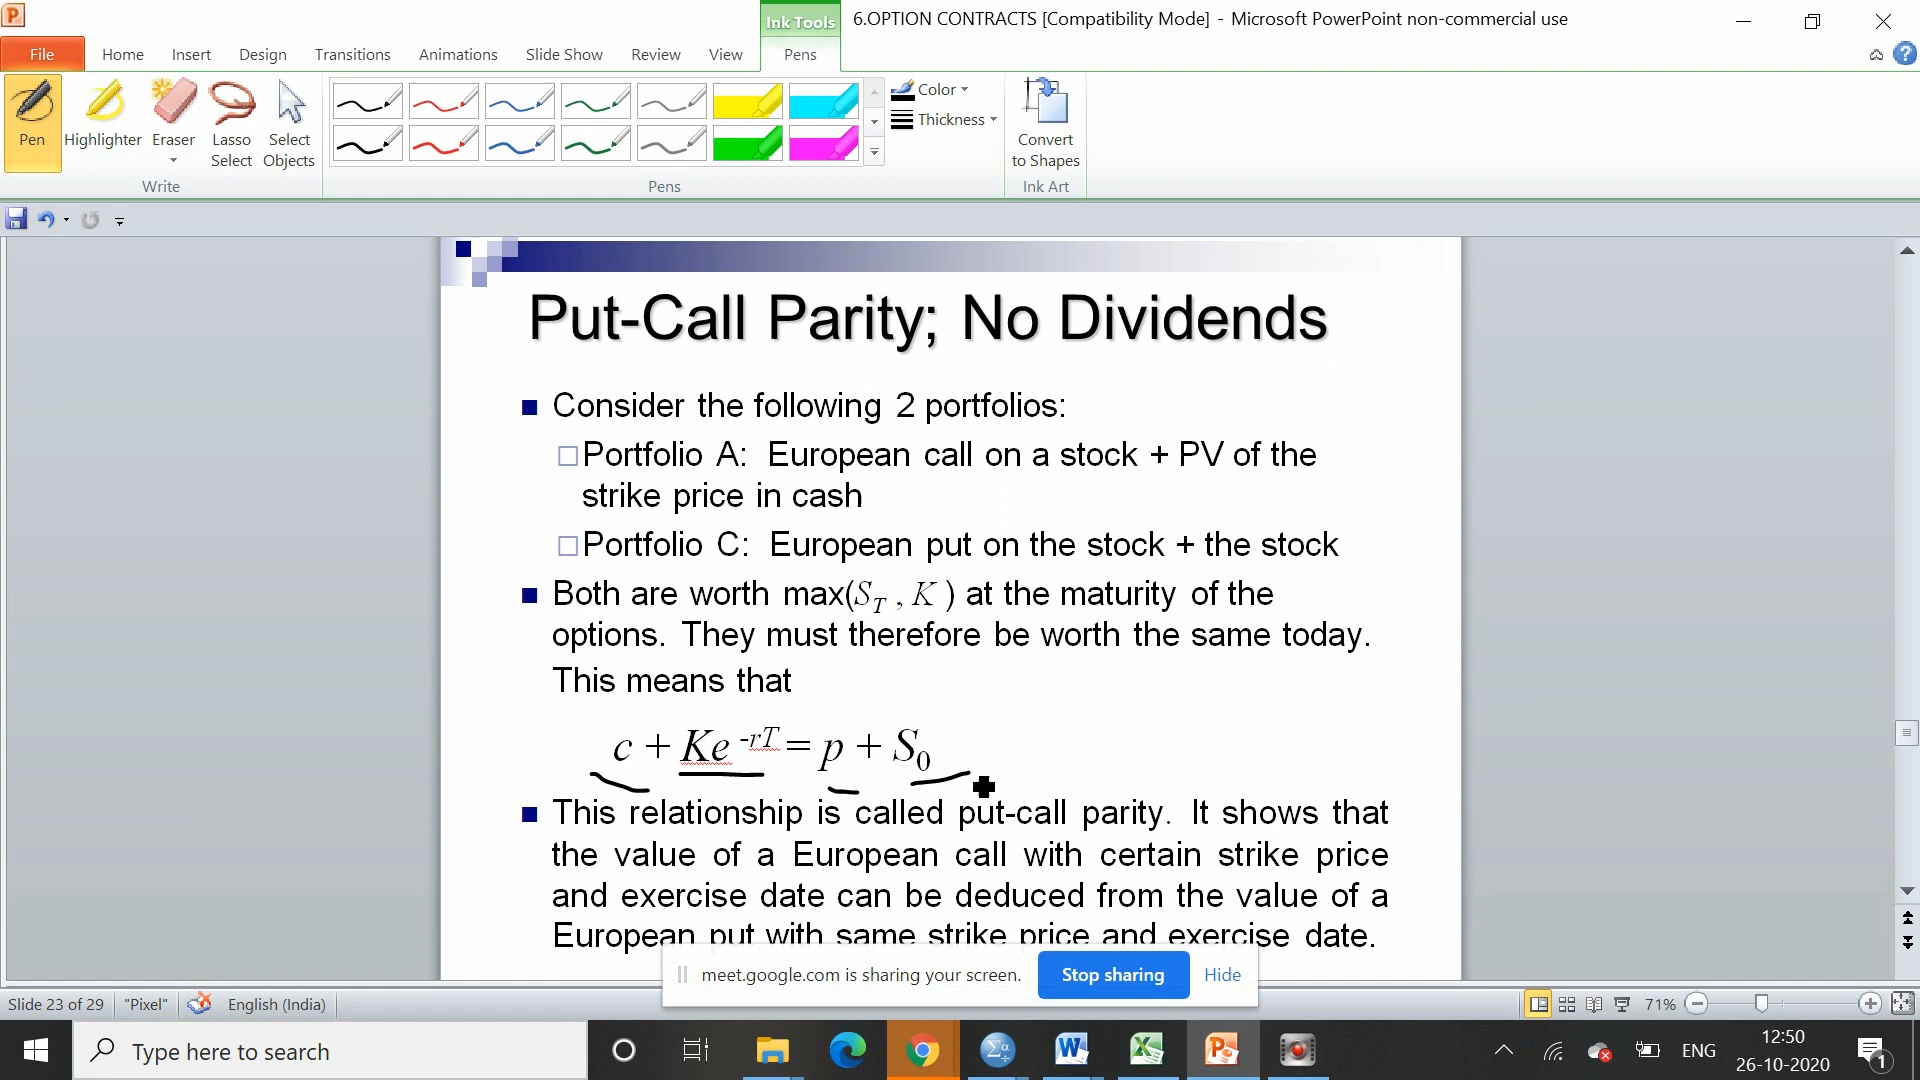 Ink Tools
6.OPTION CONTRACTS [Compatibility Mode] - Microsoft PowerPoint non-commercial use
File Home Insert Design Transitions Animations Slide Show Review View Pens
Pen Highlighter Eraser Lasso Select Select Objects
Color
Thickness
Convert to Shapes
Write Pens Ink Art
Put-Call Parity; No Dividends
Consider the following 2 portfolios:
Portfolio A: European call on a stock + PV of the
strike price in cash
Portfolio C: European put on the stock + the stock
Both are worth max(S_T , K ) at the maturity of the
options. They must therefore be worth the same today.
This means that
c + Ke^-rT = p + S_0
This relationship is called put-call parity. It shows that
the value of a European call with certain strike price
and exercise date can be deduced from the value of a
European put with same strike price and exercise date.
meet.google.com is sharing your screen. Stop sharing Hide
Slide 23 of 29 "Pixel" English (India) 71%
Type here to search
ENG
12:50
26-10-2020
1